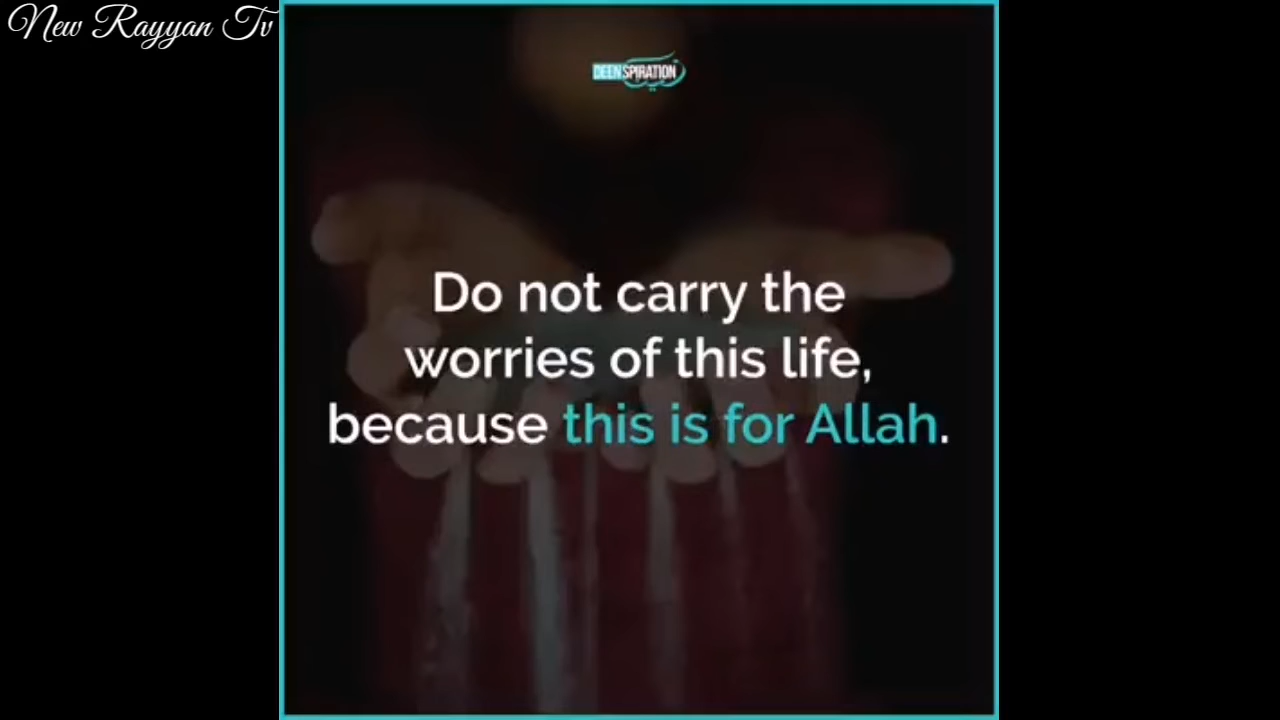 New Rayyan Tv
DEENSPIRATION
Do not carry the
worries of this life,
because this is for Allah.